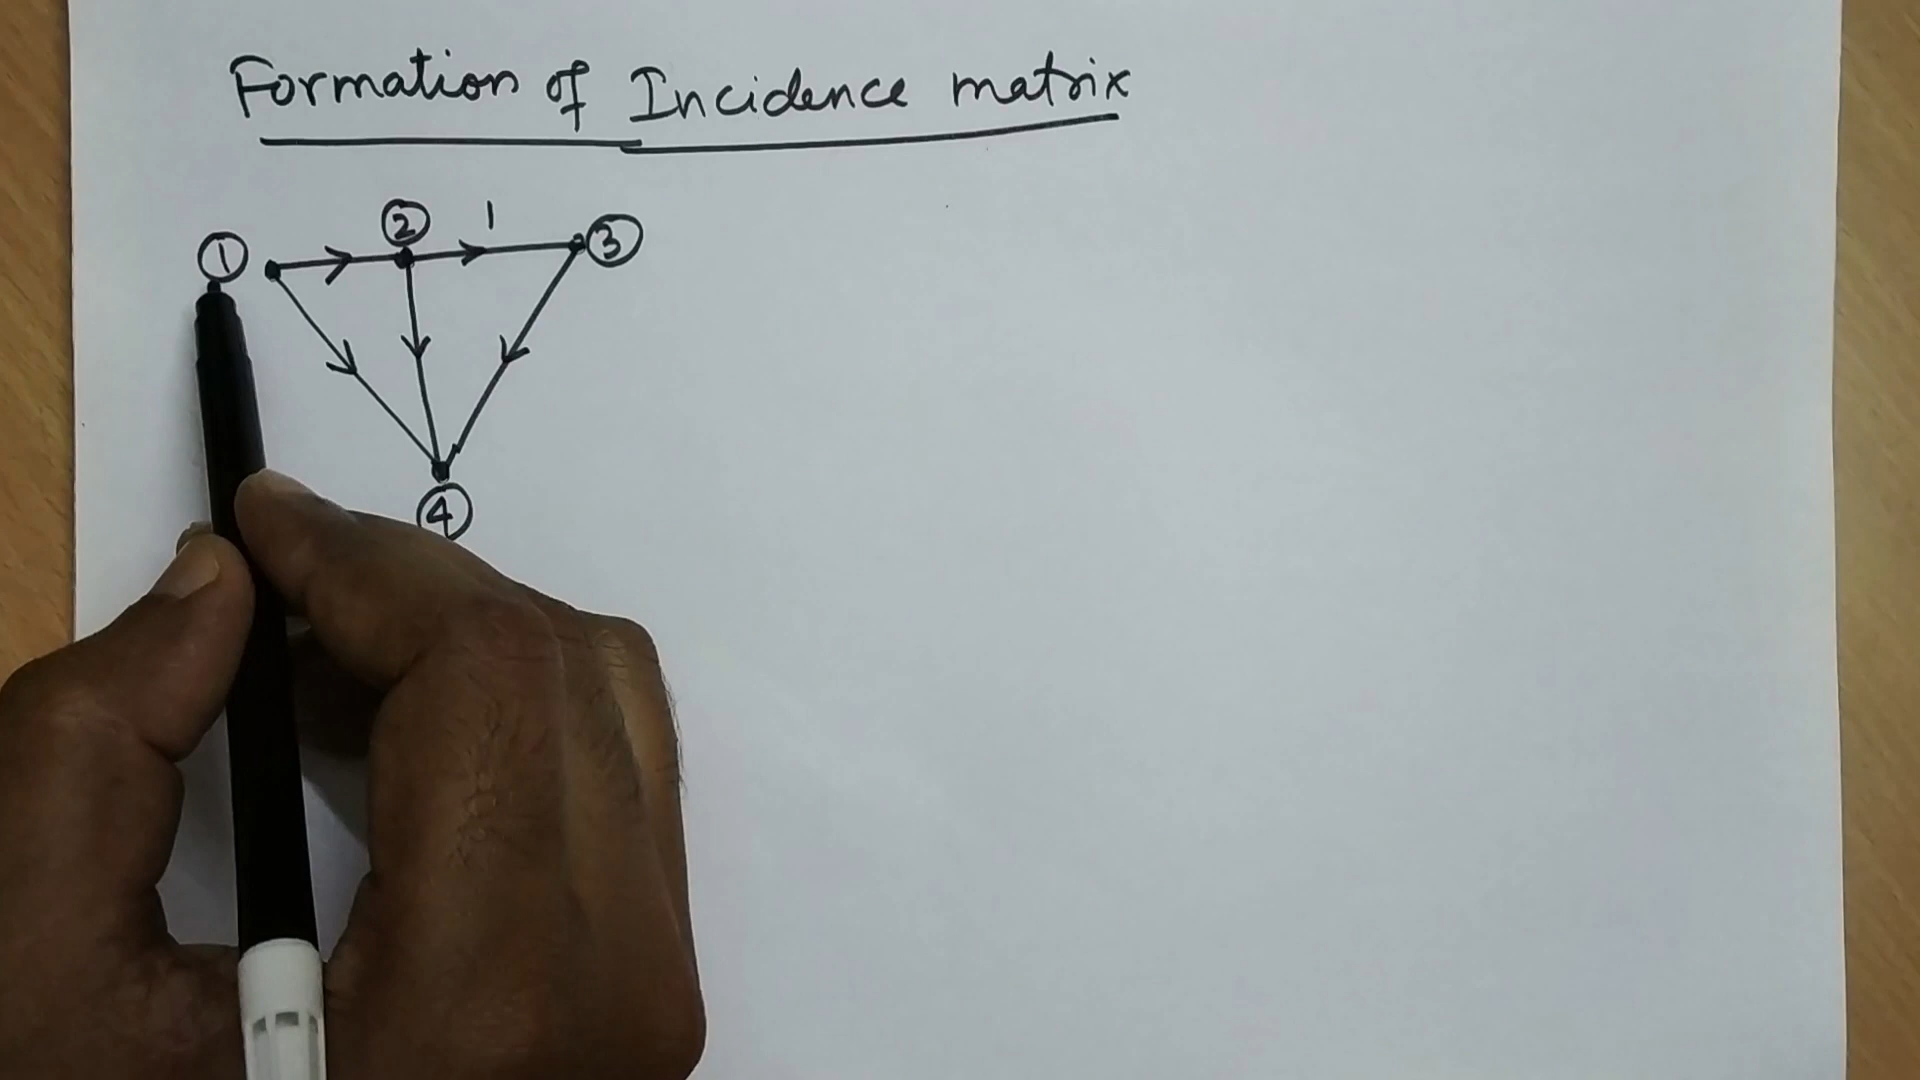 Formation of Incidence matrix
② 1
① ③
④